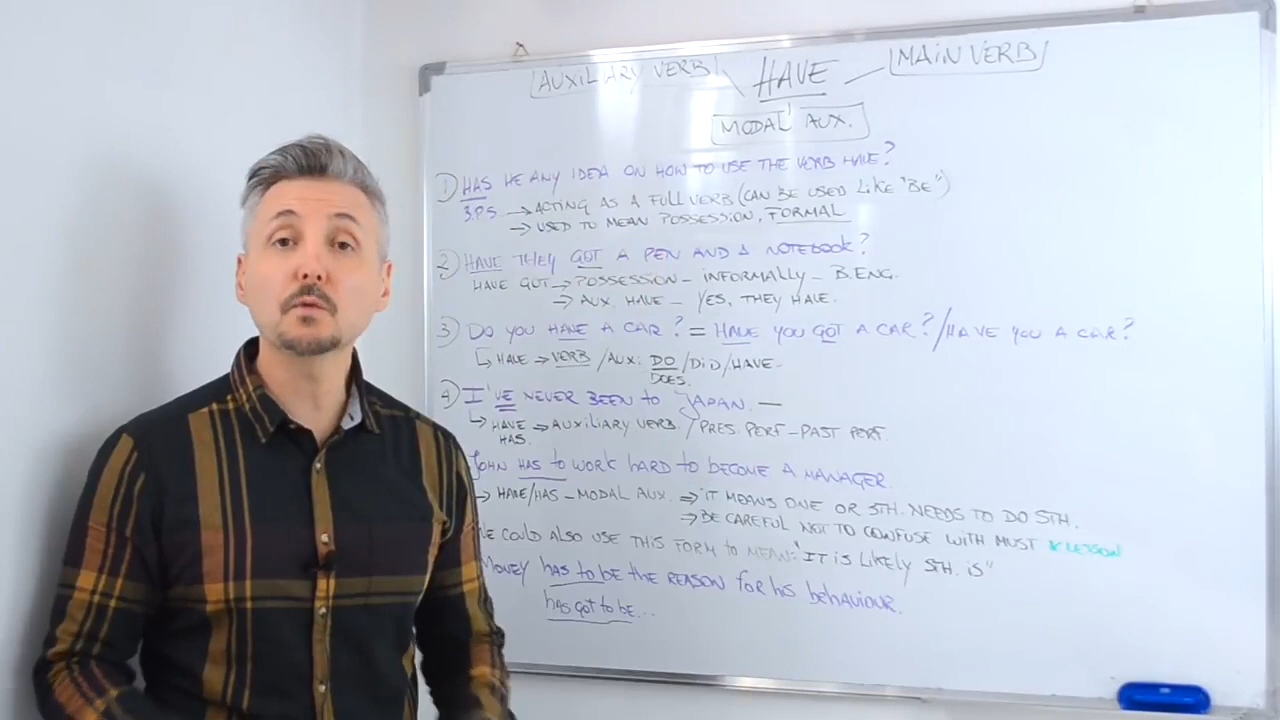 AUXILIARY VERB HAVE MAIN VERB
MODAL AUX.
1) HAS HE ANY IDEA ON HOW TO USE THE VERB HAVE?
3.P.S → ACTING AS A FULL VERB (CAN BE USED LIKE "BE")
→ USED TO MEAN POSSESSION, FORMAL
2) HAVE THEY GOT A PEN AND A NOTEBOOK?
HAVE GOT → POSSESSION - INFORMALLY - B.ENG.
→ AUX HAVE - YES, THEY HAVE.
3) DO YOU HAVE A CAR? = HAVE YOU GOT A CAR? / HAVE YOU A CAR?
↳ HAVE → VERB / AUX: DO / DID / HAVE -
DOES.
4) I'VE NEVER BEEN TO JAPAN. —
↳ HAVE → AUXILIARY VERB / PRES. PERF - PAST PERF.
HAS.
JOHN HAS TO WORK HARD TO BECOME A MANAGER.
→ HAVE/HAS - MODAL AUX. ⇒ IT MEANS ONE OR STH. NEEDS TO DO STH.
⇒ BE CAREFUL NOT TO CONFUSE WITH MUST * LESSON
WE COULD ALSO USE THIS FORM TO MEAN: "IT IS LIKELY STH. IS"
MONEY HAS TO BE THE REASON FOR HIS BEHAVIOUR.
HAS GOT TO BE...